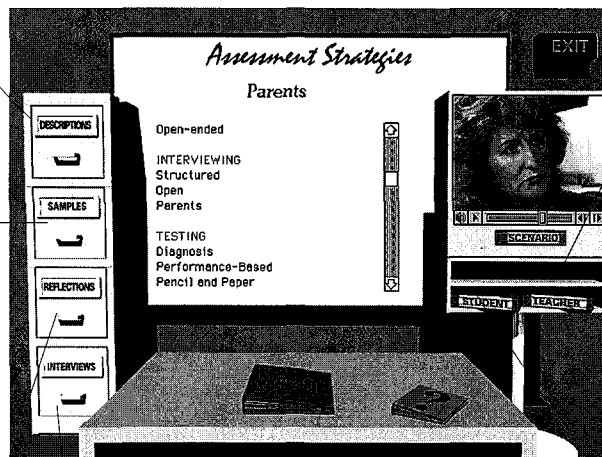 Assessment Strategies
Parents
EXIT
DESCRIPTIONS
SAMPLES
REFLECTIONS
INTERVIEWS
Open-ended
INTERVIEWING
Structured
Open
Parents
TESTING
Diagnosis
Performance-Based
Pencil and Paper
SCENARIO
STUDENT
TEACHER
?